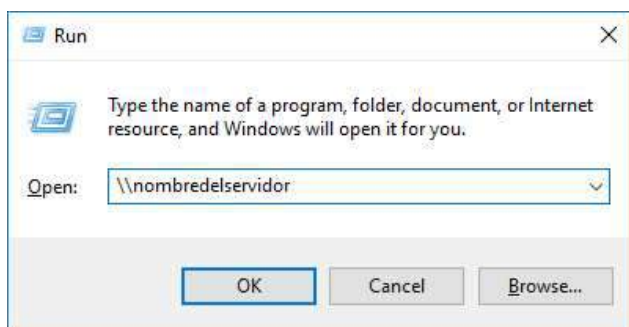 Run
Type the name of a program, folder, document, or Internet
resource, and Windows will open it for you.
Open: \\nombredelservidor
OK Cancel Browse...